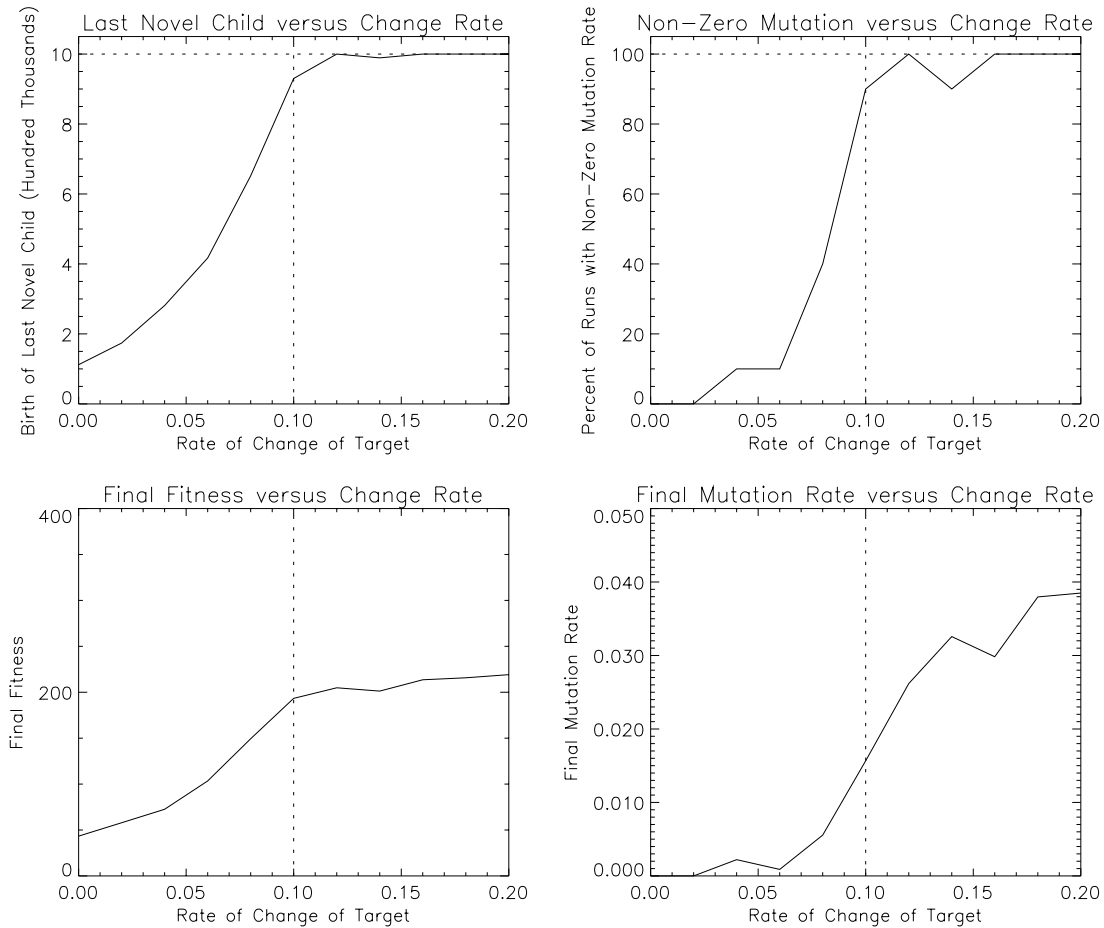 Last Novel Child versus Change Rate
Birth of Last Novel Child (Hundred Thousands)
10
8
6
4
2
0
0.00 0.05 0.10 0.15 0.20
Rate of Change of Target
Non-Zero Mutation versus Change Rate
Percent of Runs with Non-Zero Mutation Rate
100
80
60
40
20
0
0.00 0.05 0.10 0.15 0.20
Rate of Change of Target
Final Fitness versus Change Rate
Final Fitness
400
200
0
0.00 0.05 0.10 0.15 0.20
Rate of Change of Target
Final Mutation Rate versus Change Rate
Final Mutation Rate
0.050
0.040
0.030
0.020
0.010
0.000
0.00 0.05 0.10 0.15 0.20
Rate of Change of Target